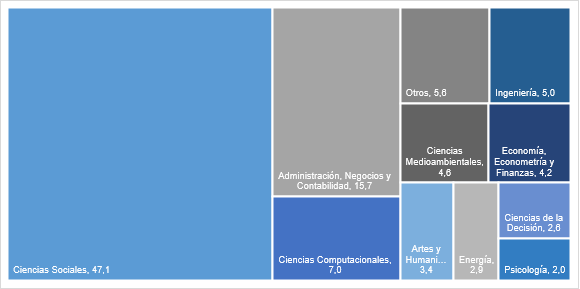 Ciencias Sociales, 47,1
Administración, Negocios y
Contabilidad, 15,7
Ciencias Computacionales,
7,0
Otros, 5,6
Ingeniería, 5,0
Ciencias
Medioambientales,
4,6
Economía,
Econometría y
Finanzas, 4,2
Artes y
Humani...
3,4
Energía,
2,9
Ciencias de la
Decisión, 2,6
Psicología, 2,0